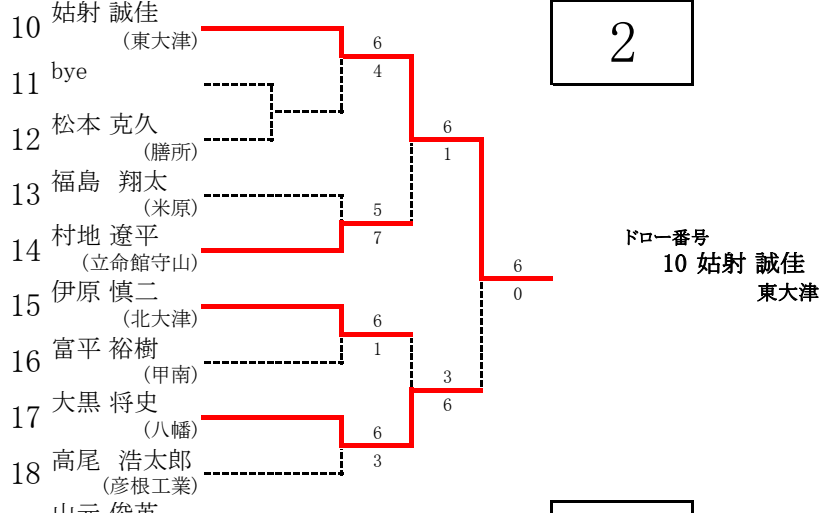 10 姑射 誠佳
(東大津)
11 bye
12 松本 克久
(膳所)
13 福島 翔太
(米原)
14 村地 遼平
(立命館守山)
15 伊原 慎二
(北大津)
16 富平 裕樹
(甲南)
17 大黒 将史
(八幡)
18 高尾 浩太郎
(彦根工業)
6
4
5
7
6
1
6
3
6
1
3
6
6
0
2
ドロー番号
10 姑射 誠佳
東大津